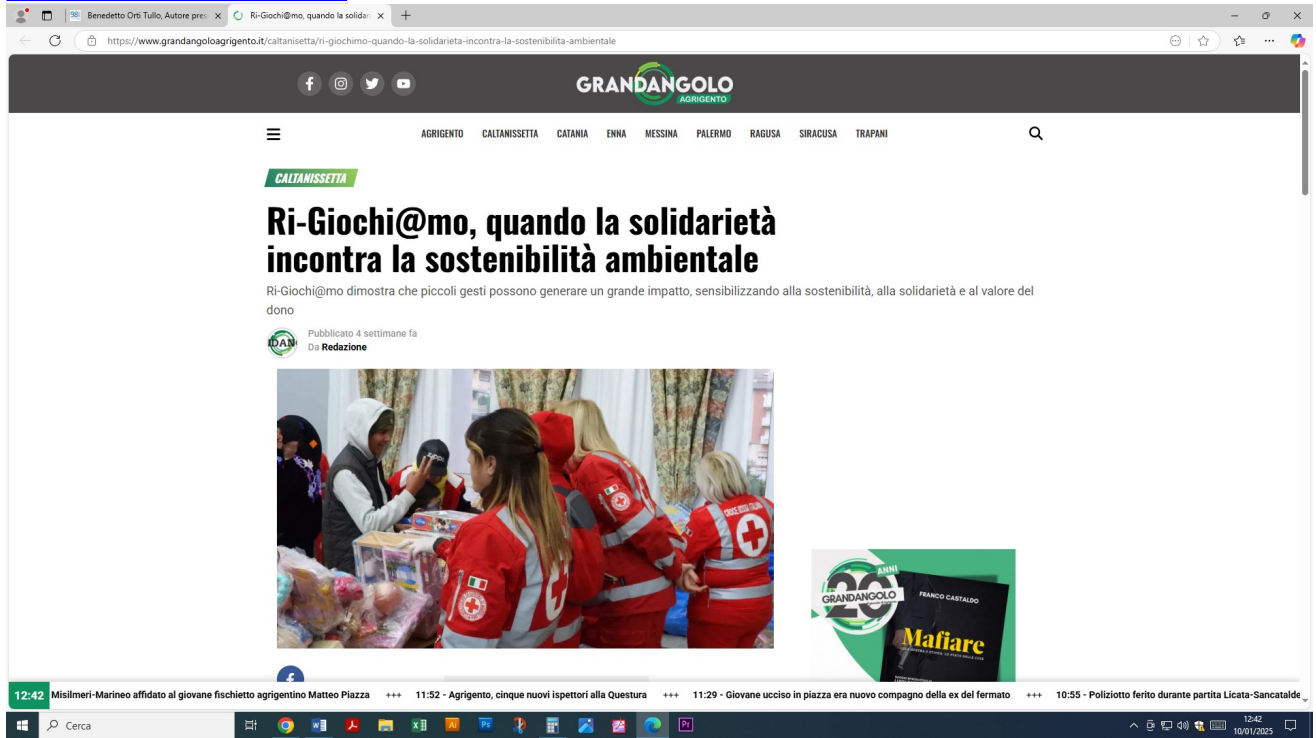 Benedetto Orti Tullo, Autore pres
Ri-Giochi@mo, quando la solidari
https://www.grandangoloagrigento.it/caltanisetta/ri-giochimo-quando-la-solidarieta-incontra-la-sostenibilita-ambientale
GRANDANGOLO
AGRIGENTO
AGRIGENTO CALTANISSETTA CATANIA ENNA MESSINA PALERMO RAGUSA SIRACUSA TRAPANI
CALTANISSETTA
Ri-Giochi@mo, quando la solidarietà
incontra la sostenibilità ambientale
Ri-Giochi@mo dimostra che piccoli gesti possono generare un grande impatto, sensibilizzando alla sostenibilità, alla solidarietà e al valore del
dono
Pubblicato 4 settimane fa
Da Redazione
CROCE ROSSA ITALIANA
20 ANNI
GRANDANGOLO
FRANCO CASTALDO
Mafiare
12:42 Misilmeri-Marineo affidato al giovane fischietto agrigentino Matteo Piazza +++ 11:52 - Agrigento, cinque nuovi ispettori alla Questura +++ 11:29 - Giovane ucciso in piazza era nuovo compagno della ex del fermato +++ 10:55 - Poliziotto ferito durante partita Licata-Sancatalde
Cerca
12:42
10/01/2025